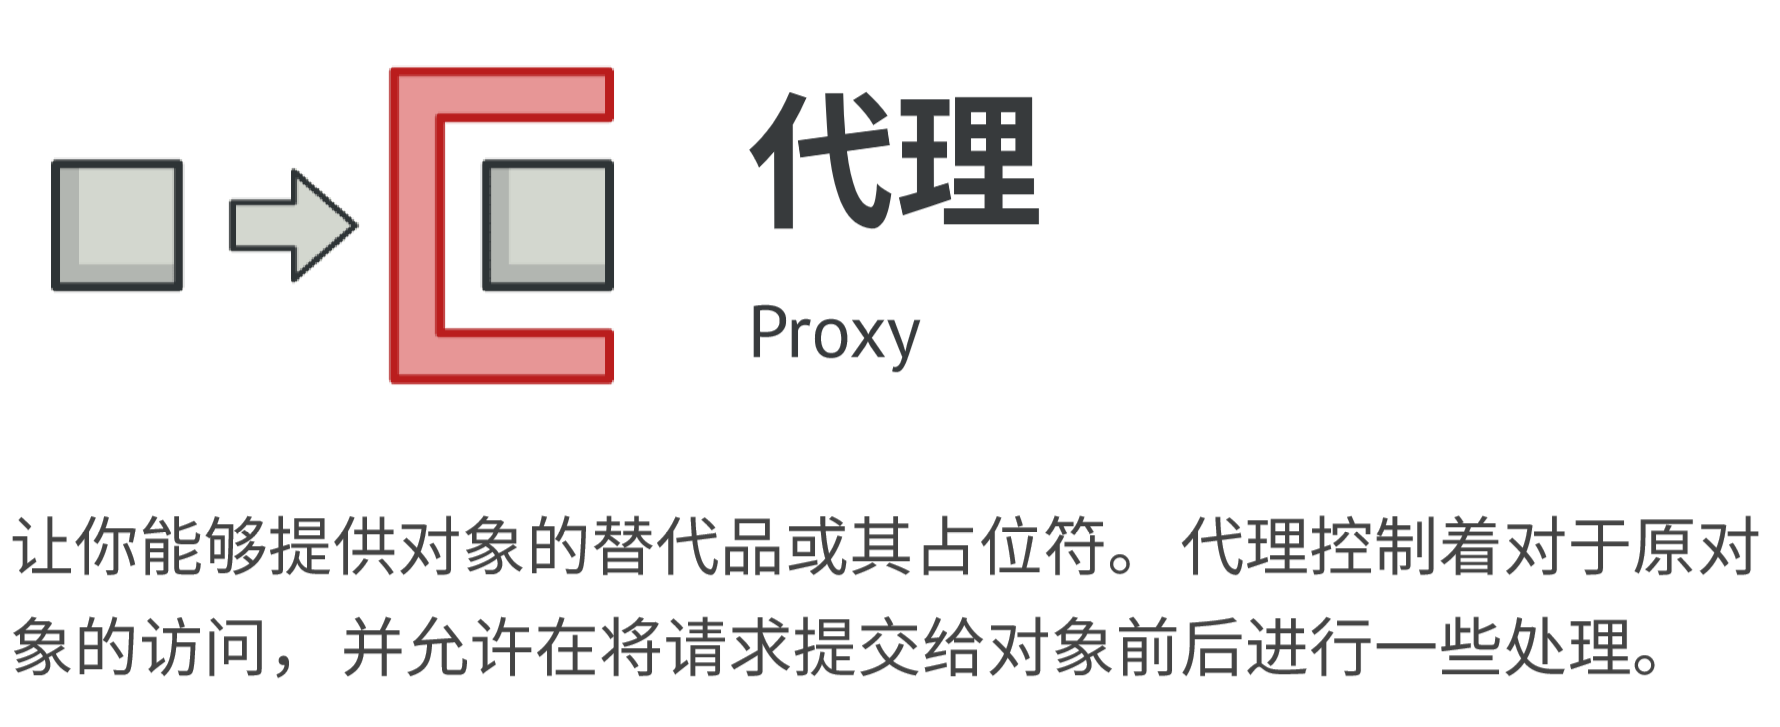 代理
Proxy
让你能够提供对象的替代品或其占位符。 代理控制着对于原对
象的访问， 并允许在将请求提交给对象前后进行一些处理。